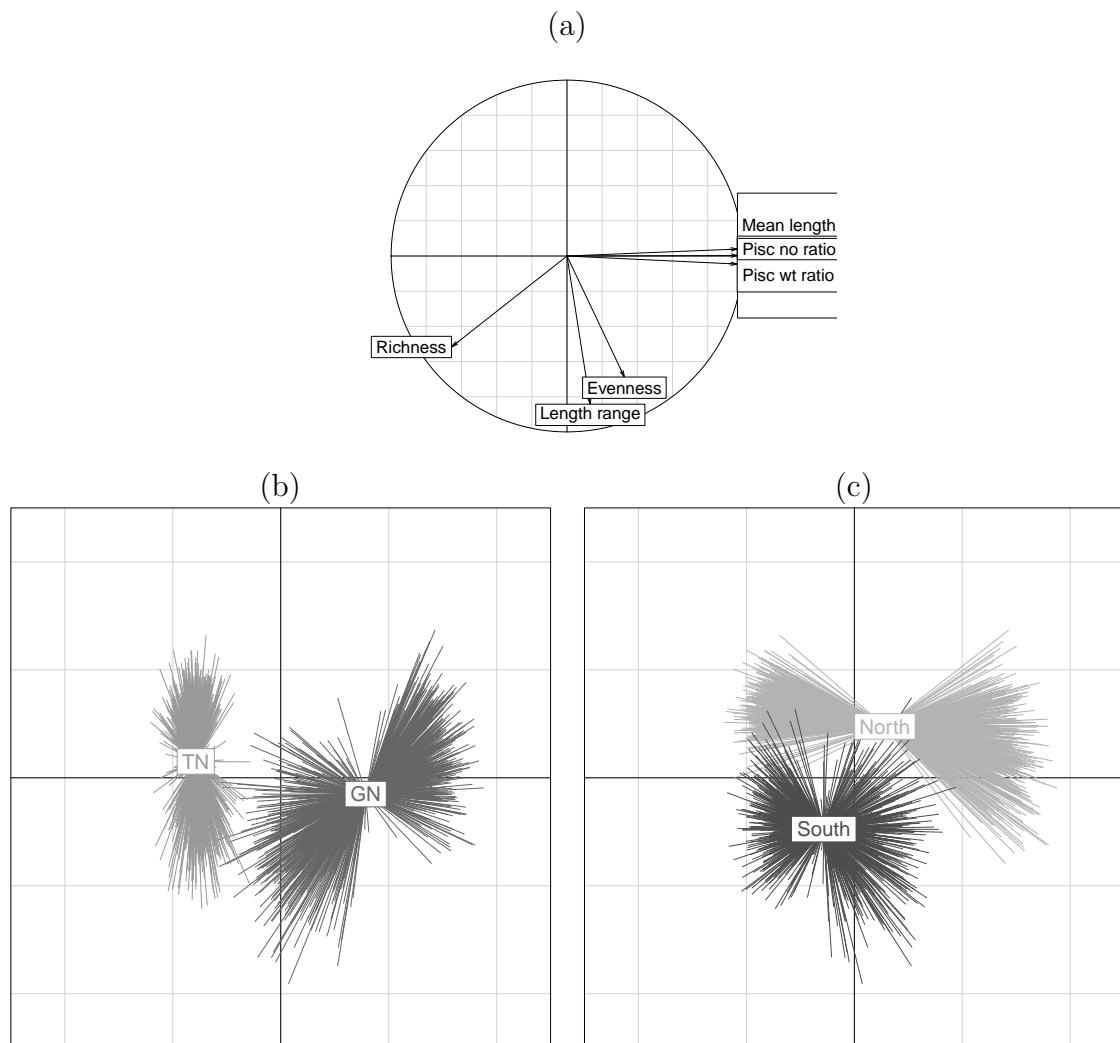 (a)
Mean length
Pisc no ratio
Pisc wt ratio
Richness
Evenness
Length range
(b)
(c)
TN
GN
North
South